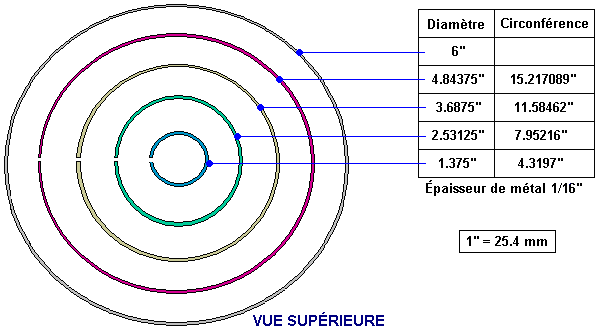 Diamètre Circonférence
6"
4.84375" 15.217089"
3.6875" 11.58462"
2.53125" 7.95216"
1.375" 4.3197"
Épaisseur de métal 1/16"
1" = 25.4 mm
VUE SUPÉRIEURE